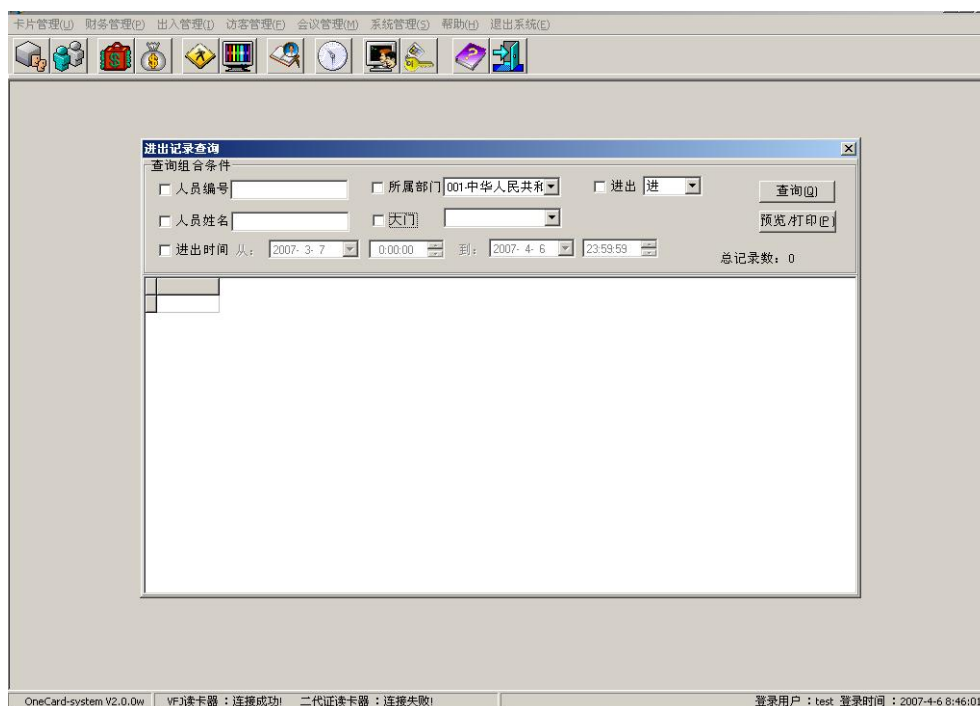 卡片管理(U) 财务管理(P) 出入管理(I) 访客管理(F) 会议管理(M) 系统管理(S) 帮助(H) 退出系统(E)
进出记录查询
查询组合条件
人员编号 所属部门 001-中华人民共和 进出 进 查询(Q)
人员姓名 大门 预览/打印(P)
进出时间 从: 2007- 3- 7 0:00:00 到: 2007- 4- 6 23:59:59
总记录数: 0
OneCard-system V2.0.0w VFJ读卡器：连接成功! 二代证读卡器：连接失败! 登录用户：test 登录时间：2007-4-6 8:46:01